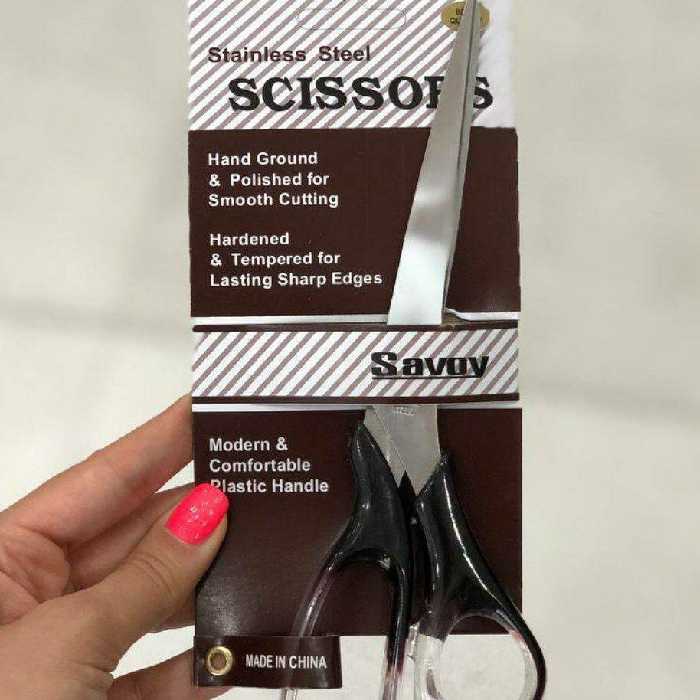 Stainless Steel
SCISSORS
Hand Ground
& Polished for
Smooth Cutting
Hardened
& Tempered for
Lasting Sharp Edges
Savoy
Modern &
Comfortable
Plastic Handle
MADE IN CHINA